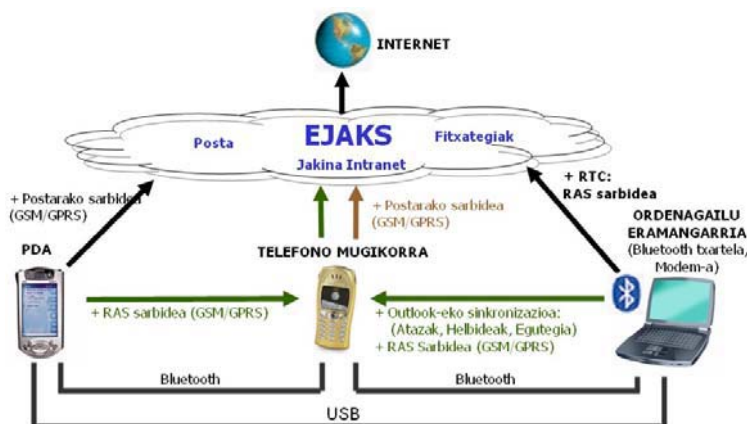 INTERNET
EJAKS
Posta
Fitxategiak
Jakina Intranet
+ Postarako sarbidea
(GSM/GPRS)
+ Postarako sarbidea
(GSM/GPRS)
+ RTC:
RAS sarbidea
PDA
TELEFONO MUGIKORRA
ORDENAGAILU
ERAMANGARRIA
(Bluetooth txartela,
Modem-a)
+ RAS sarbidea (GSM/GPRS)
+ Outlook-eko sinkronizazioa:
(Atazak, Helbideak, Egutegia)
+ RAS Sarbidea (GSM/GPRS)
Bluetooth
Bluetooth
USB